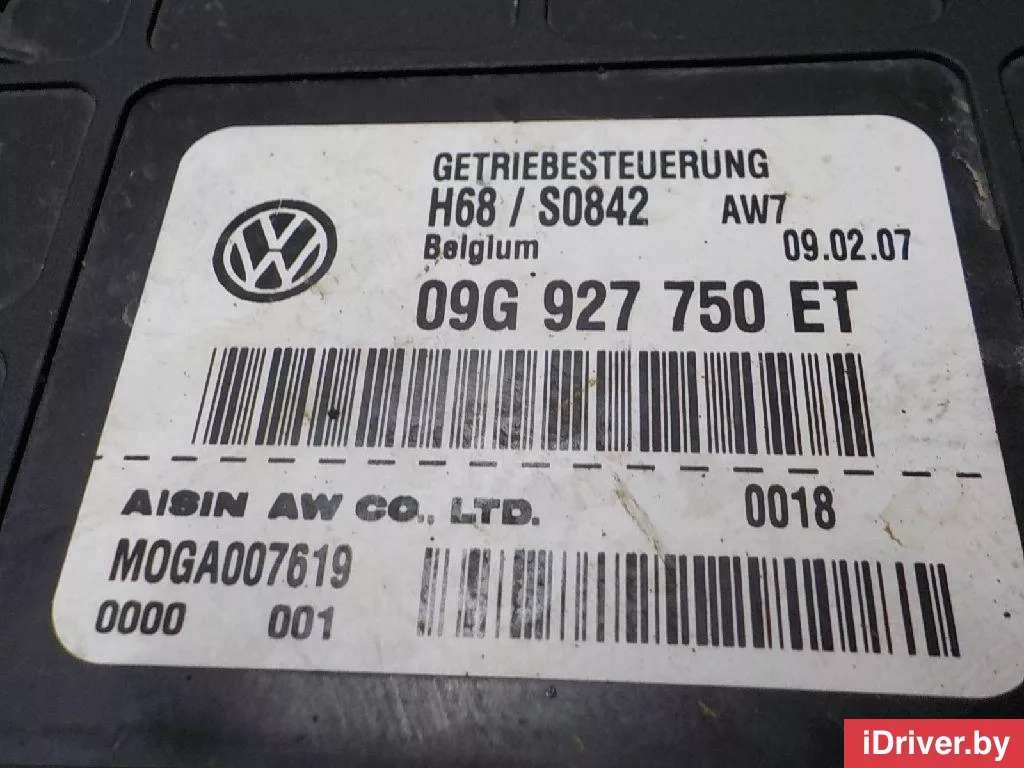 GETRIEBESTEUERUNG
H68 / S0842 AW7
Belgium 09.02.07
09G 927 750 ET
AISIN AW CO., LTD. 0018
MOGA007619
0000 001
iDriver.by